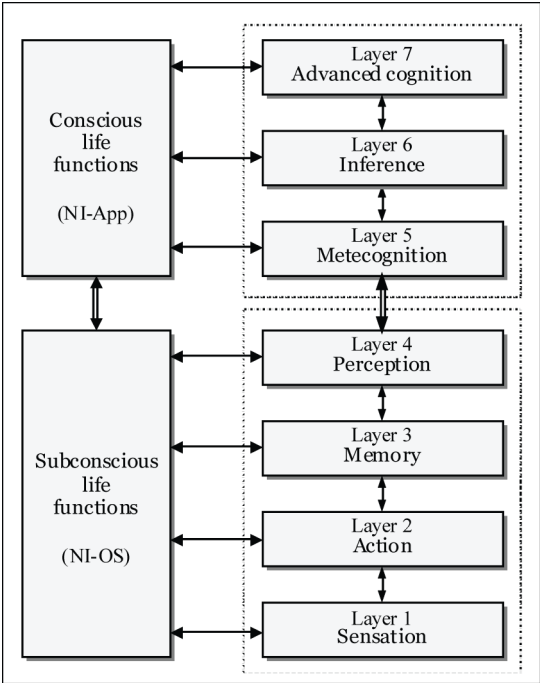 Conscious
life
functions
(NI-App)
Layer 7
Advanced cognition
Layer 6
Inference
Layer 5
Metecognition
Subconscious
life
functions
(NI-OS)
Layer 4
Perception
Layer 3
Memory
Layer 2
Action
Layer 1
Sensation